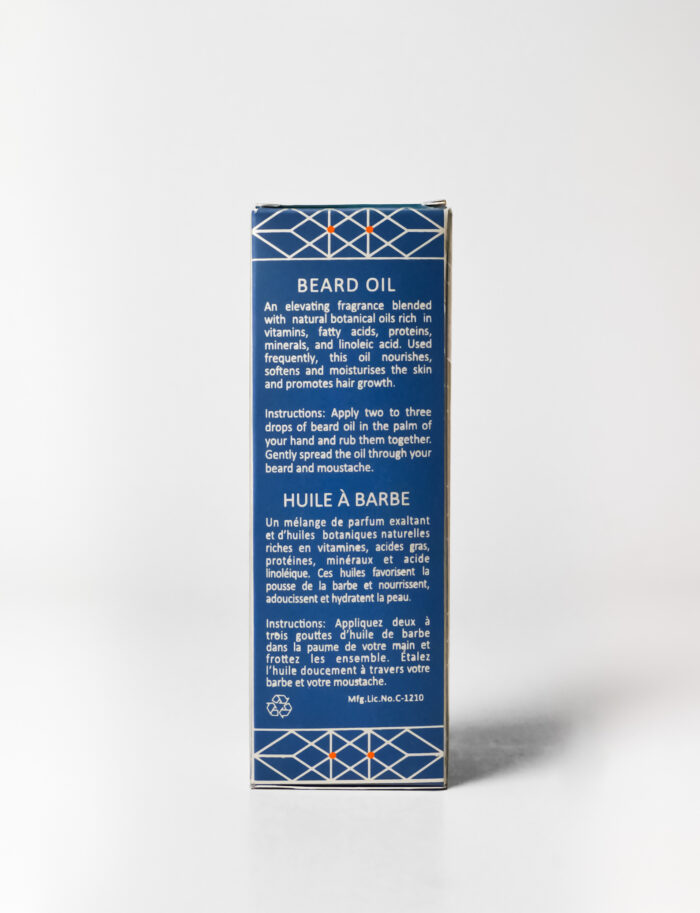 BEARD OIL
An elevating fragrance blended
with natural botanical oils rich in
vitamins, fatty acids, proteins,
minerals, and linoleic acid. Used
frequently, this oil nourishes,
softens and moisturises the skin
and promotes hair growth.
Instructions: Apply two to three
drops of beard oil in the palm of
your hand and rub them together.
Gently spread the oil through your
beard and moustache.
HUILE À BARBE
Un mélange de parfum exaltant
et d'huiles botaniques naturelles
riches en vitamines, acides gras,
protéines, minéraux et acide
linoléique. Ces huiles favorisent la
pousse de la barbe et nourrissent,
adoucissent et hydratent la peau.
Instructions: Appliquez deux à
trois gouttes d'huile de barbe
dans la paume de votre main et
frottez les ensemble. Étalez
l'huile doucement à travers votre
barbe et votre moustache.
Mfg.Lic.No.C-1210